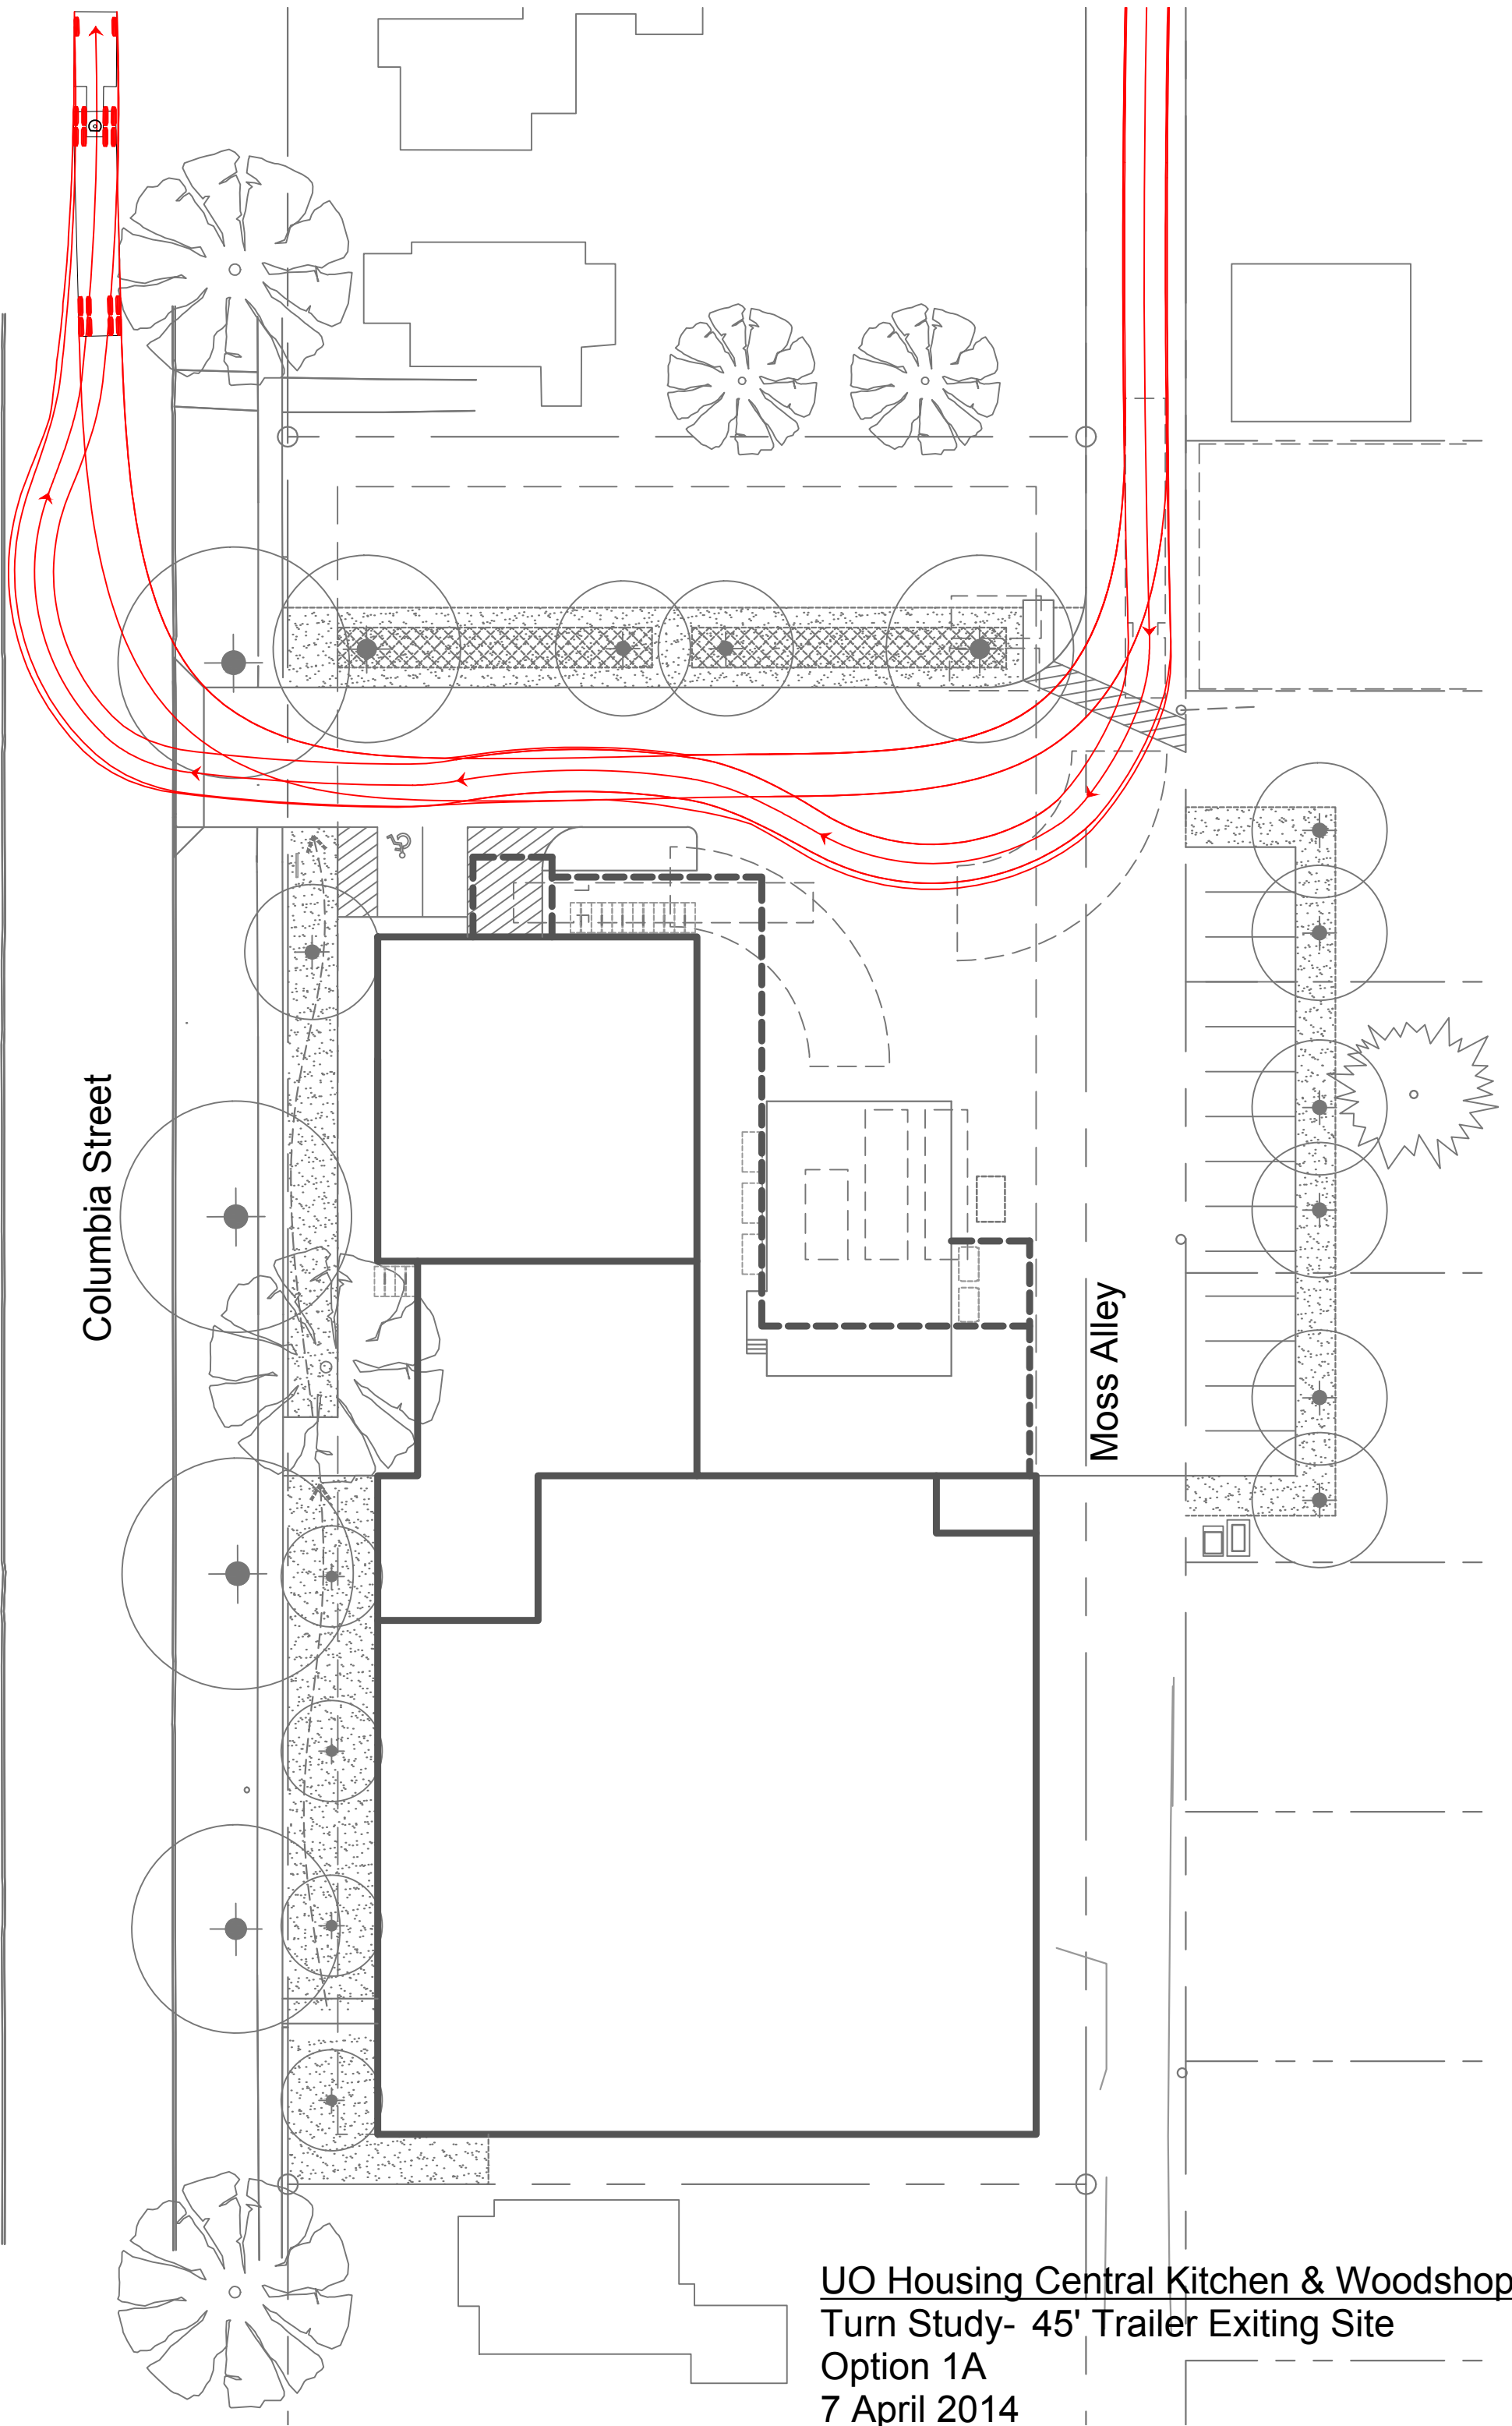 Columbia Street
Moss Alley
UO Housing Central Kitchen & Woodshop
Turn Study- 45' Trailer Exiting Site
Option 1A
7 April 2014